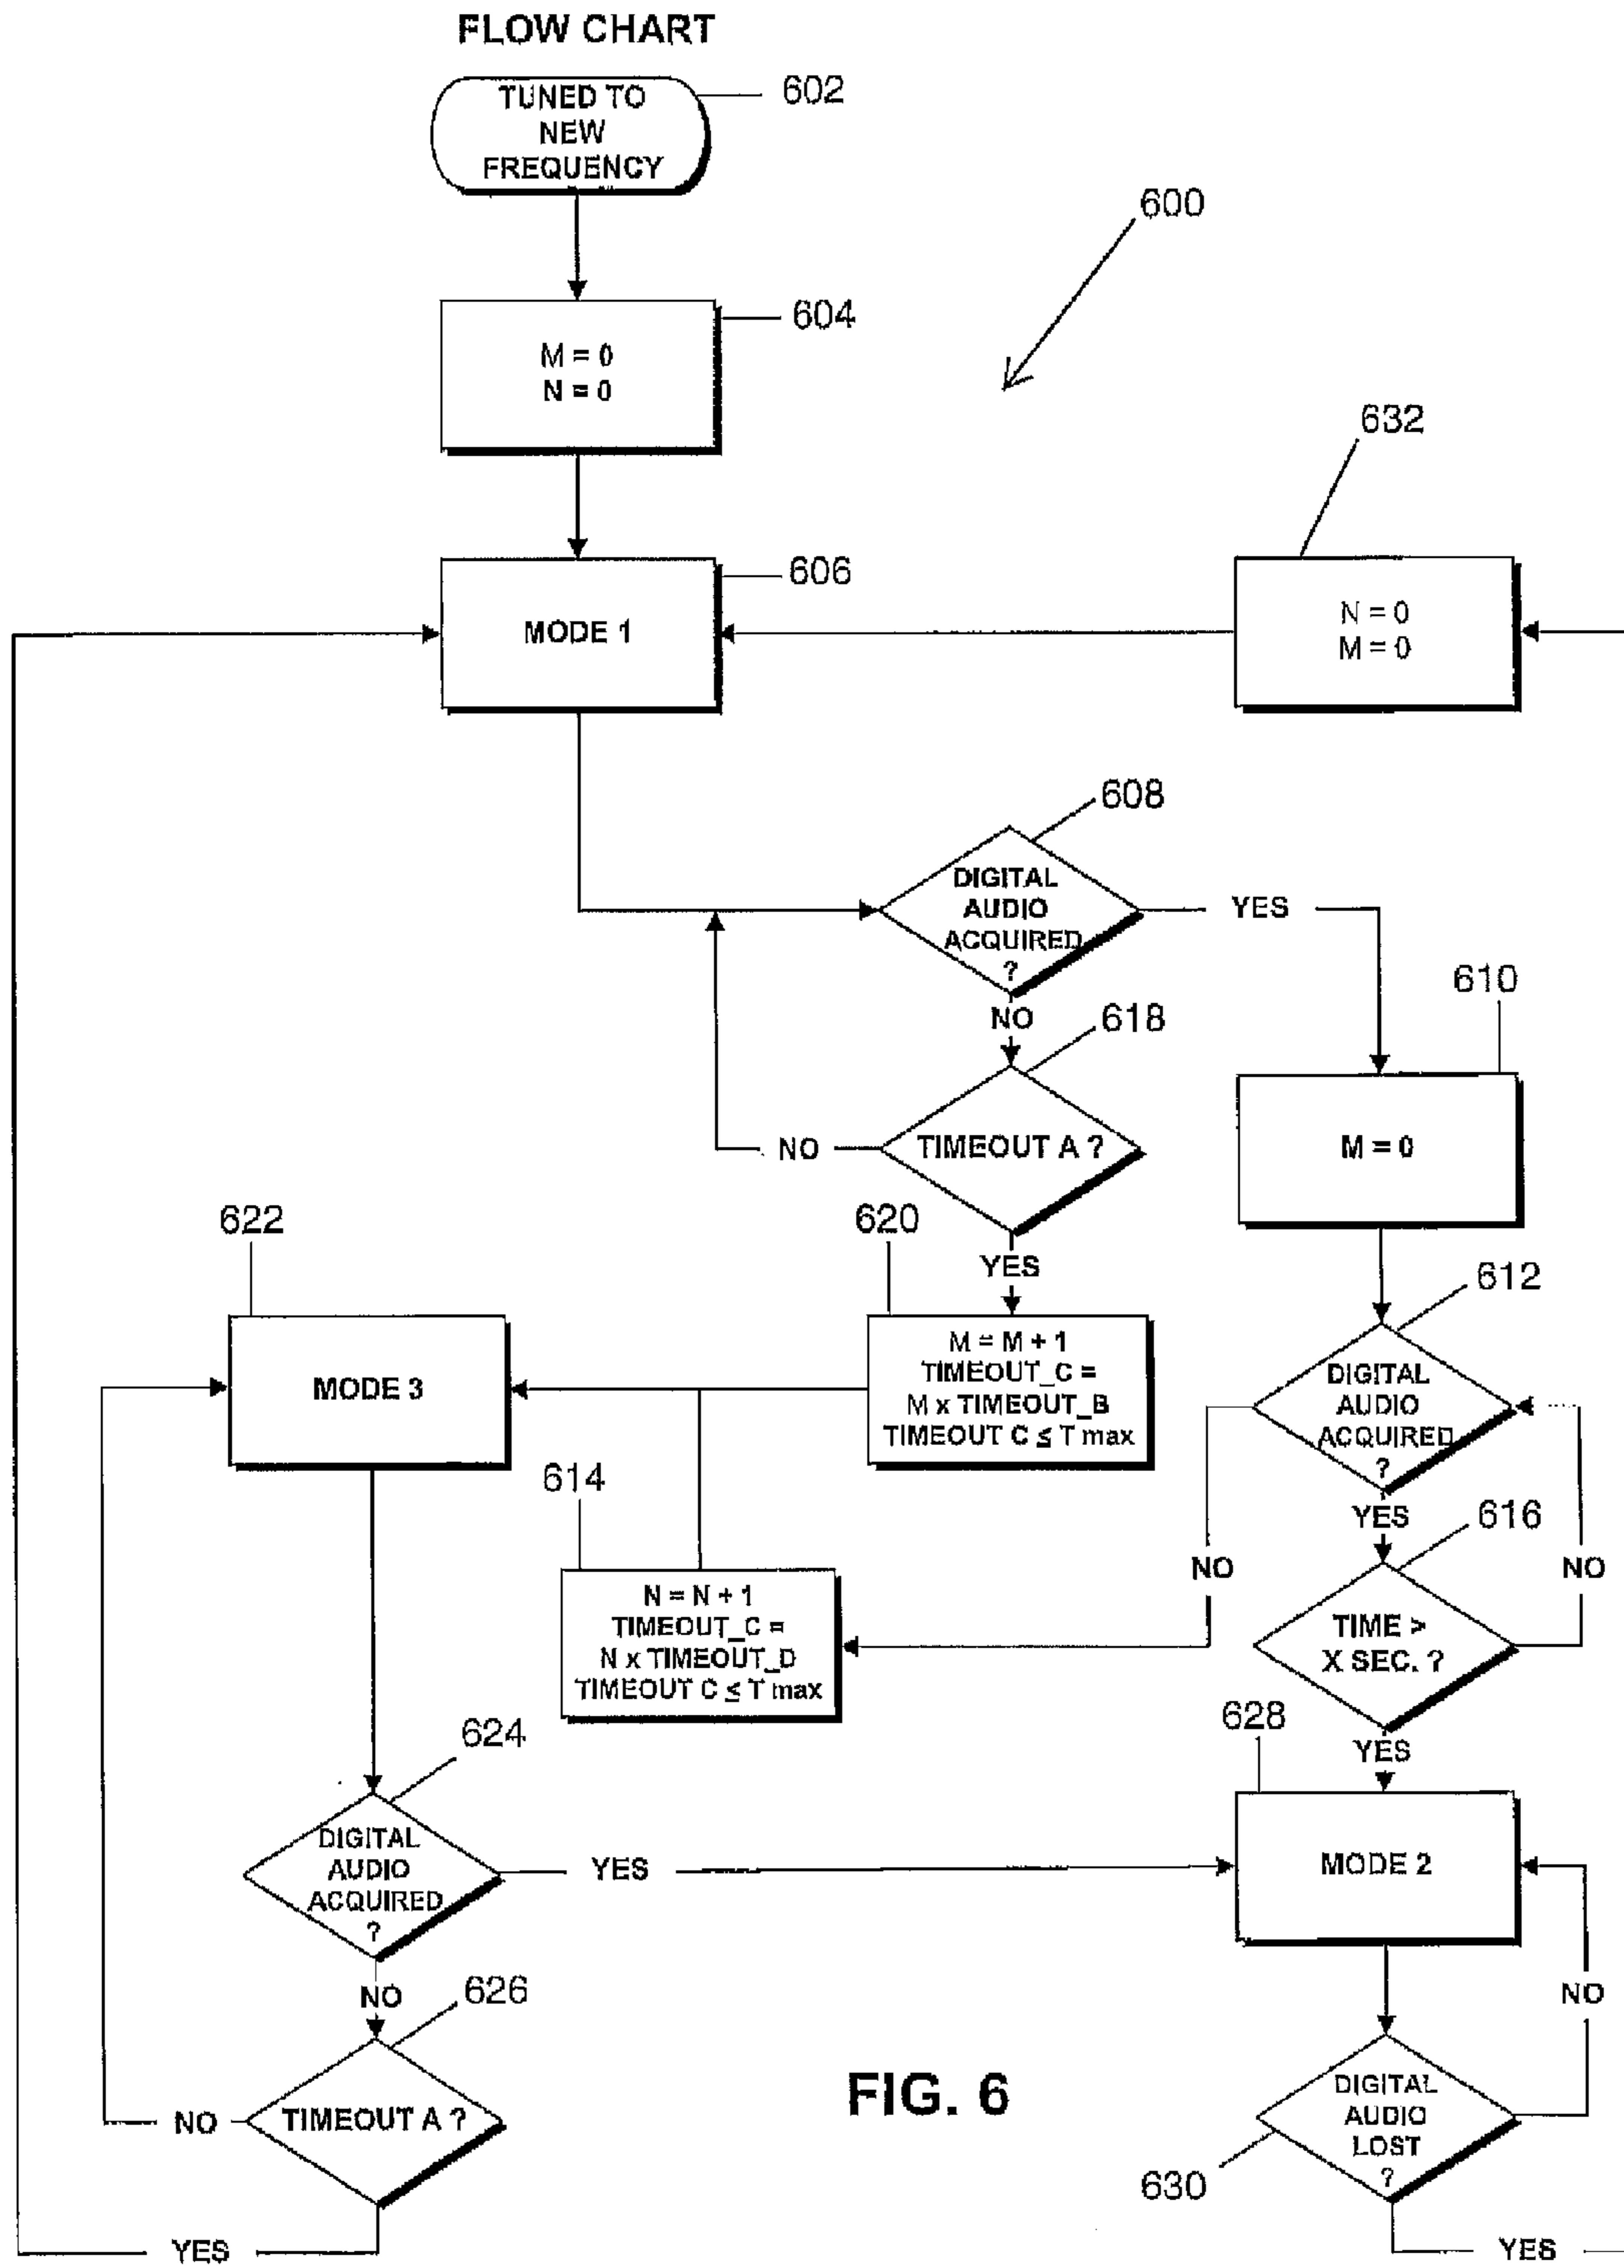 FLOW CHART
TUNED TO
NEW
FREQUENCY
602
600
M = 0
N = 0
604
632
MODE 1
606
N = 0
M = 0
608
DIGITAL
AUDIO
ACQUIRED
?
YES
610
NO
618
TIMEOUT A ?
NO
M = 0
622
620
YES
612
MODE 3
M = M + 1
TIMEOUT_C =
M x TIMEOUT_B
TIMEOUT C ≤ T max
DIGITAL
AUDIO
ACQUIRED
?
614
YES
616
NO
NO
N = N + 1
TIMEOUT_C =
N x TIMEOUT_D
TIMEOUT C ≤ T max
TIME >
X SEC. ?
628
624
YES
DIGITAL
AUDIO
ACQUIRED
?
YES
MODE 2
NO
626
NO
TIMEOUT A ?
NO
FIG. 6
DIGITAL
AUDIO
LOST
?
630
YES
YES